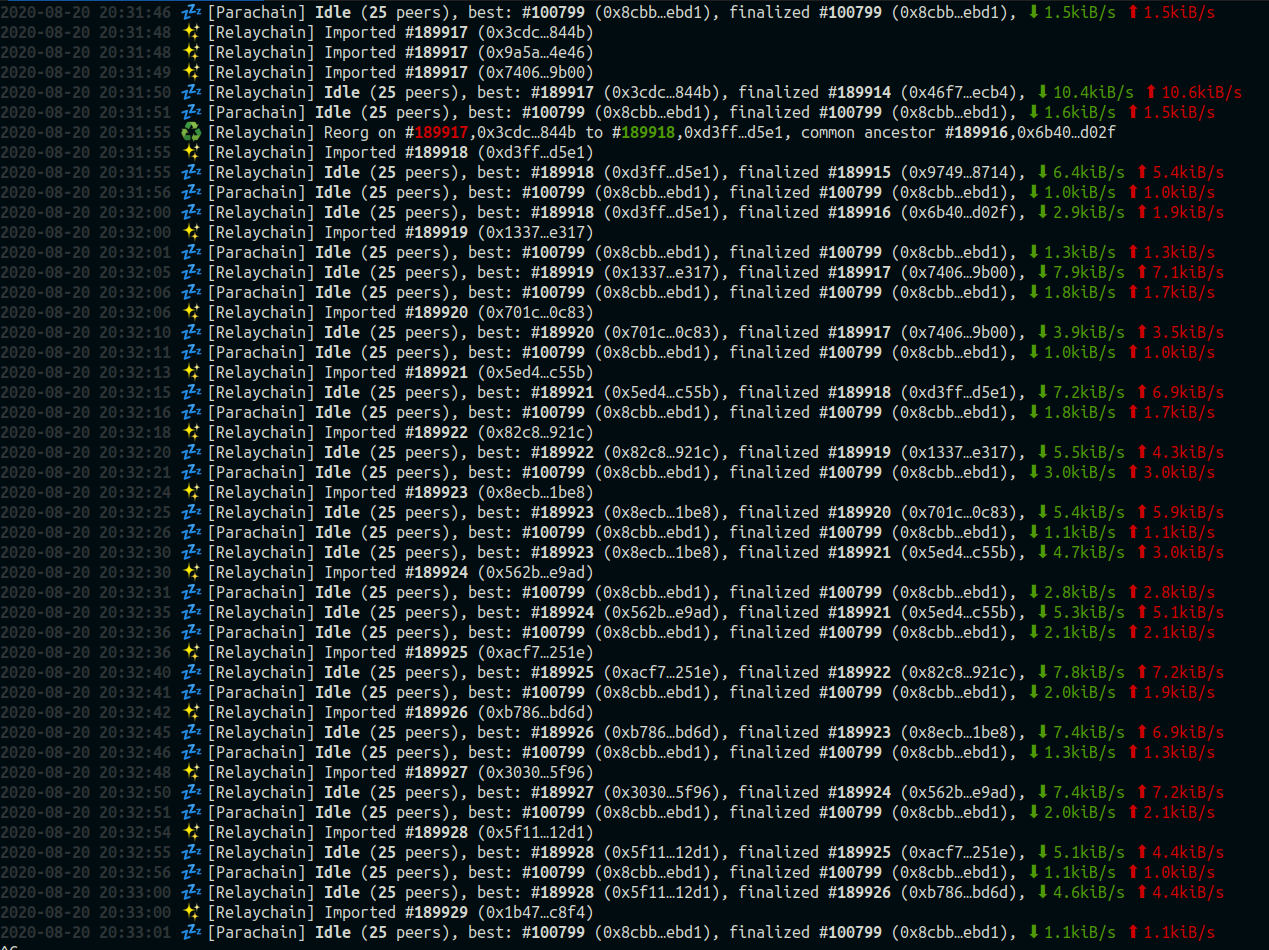 2020-08-20 20:31:46 💤 [Parachain] Idle (25 peers), best: #100799 (0x8cbb…ebd1), finalized #100799 (0x8cbb…ebd1), ⬇ 1.5kiB/s ⬆ 1.5kiB/s
2020-08-20 20:31:48 ✨ [Relaychain] Imported #189917 (0x3cdc…844b)
2020-08-20 20:31:48 ✨ [Relaychain] Imported #189917 (0x9a5a…4e46)
2020-08-20 20:31:49 ✨ [Relaychain] Imported #189917 (0x7406…9b00)
2020-08-20 20:31:50 💤 [Relaychain] Idle (25 peers), best: #189917 (0x3cdc…844b), finalized #189914 (0x46f7…ecb4), ⬇ 10.4kiB/s ⬆ 10.6kiB/s
2020-08-20 20:31:51 💤 [Parachain] Idle (25 peers), best: #100799 (0x8cbb…ebd1), finalized #100799 (0x8cbb…ebd1), ⬇ 1.6kiB/s ⬆ 1.5kiB/s
2020-08-20 20:31:55 ♻️ [Relaychain] Reorg on #189917,0x3cdc…844b to #189918,0xd3ff…d5e1, common ancestor #189916,0x6b40…d02f
2020-08-20 20:31:55 ✨ [Relaychain] Imported #189918 (0xd3ff…d5e1)
2020-08-20 20:31:55 💤 [Relaychain] Idle (25 peers), best: #189918 (0xd3ff…d5e1), finalized #189915 (0x9749…8714), ⬇ 6.4kiB/s ⬆ 5.4kiB/s
2020-08-20 20:31:56 💤 [Parachain] Idle (25 peers), best: #100799 (0x8cbb…ebd1), finalized #100799 (0x8cbb…ebd1), ⬇ 1.0kiB/s ⬆ 1.0kiB/s
2020-08-20 20:32:00 💤 [Relaychain] Idle (25 peers), best: #189918 (0xd3ff…d5e1), finalized #189916 (0x6b40…d02f), ⬇ 2.9kiB/s ⬆ 1.9kiB/s
2020-08-20 20:32:00 ✨ [Relaychain] Imported #189919 (0x1337…e317)
2020-08-20 20:32:01 💤 [Parachain] Idle (25 peers), best: #100799 (0x8cbb…ebd1), finalized #100799 (0x8cbb…ebd1), ⬇ 1.3kiB/s ⬆ 1.3kiB/s
2020-08-20 20:32:05 💤 [Relaychain] Idle (25 peers), best: #189919 (0x1337…e317), finalized #189917 (0x7406…9b00), ⬇ 7.9kiB/s ⬆ 7.1kiB/s
2020-08-20 20:32:06 💤 [Parachain] Idle (25 peers), best: #100799 (0x8cbb…ebd1), finalized #100799 (0x8cbb…ebd1), ⬇ 1.8kiB/s ⬆ 1.7kiB/s
2020-08-20 20:32:06 ✨ [Relaychain] Imported #189920 (0x701c…0c83)
2020-08-20 20:32:10 💤 [Relaychain] Idle (25 peers), best: #189920 (0x701c…0c83), finalized #189917 (0x7406…9b00), ⬇ 3.9kiB/s ⬆ 3.5kiB/s
2020-08-20 20:32:11 💤 [Parachain] Idle (25 peers), best: #100799 (0x8cbb…ebd1), finalized #100799 (0x8cbb…ebd1), ⬇ 1.0kiB/s ⬆ 1.0kiB/s
2020-08-20 20:32:13 ✨ [Relaychain] Imported #189921 (0x5ed4…c55b)
2020-08-20 20:32:15 💤 [Relaychain] Idle (25 peers), best: #189921 (0x5ed4…c55b), finalized #189918 (0xd3ff…d5e1), ⬇ 7.2kiB/s ⬆ 6.9kiB/s
2020-08-20 20:32:16 💤 [Parachain] Idle (25 peers), best: #100799 (0x8cbb…ebd1), finalized #100799 (0x8cbb…ebd1), ⬇ 1.8kiB/s ⬆ 1.7kiB/s
2020-08-20 20:32:18 ✨ [Relaychain] Imported #189922 (0x82c8…921c)
2020-08-20 20:32:20 💤 [Relaychain] Idle (25 peers), best: #189922 (0x82c8…921c), finalized #189919 (0x1337…e317), ⬇ 5.5kiB/s ⬆ 4.3kiB/s
2020-08-20 20:32:21 💤 [Parachain] Idle (25 peers), best: #100799 (0x8cbb…ebd1), finalized #100799 (0x8cbb…ebd1), ⬇ 3.0kiB/s ⬆ 3.0kiB/s
2020-08-20 20:32:24 ✨ [Relaychain] Imported #189923 (0x8ecb…1be8)
2020-08-20 20:32:25 💤 [Relaychain] Idle (25 peers), best: #189923 (0x8ecb…1be8), finalized #189920 (0x701c…0c83), ⬇ 5.4kiB/s ⬆ 5.9kiB/s
2020-08-20 20:32:26 💤 [Parachain] Idle (25 peers), best: #100799 (0x8cbb…ebd1), finalized #100799 (0x8cbb…ebd1), ⬇ 1.1kiB/s ⬆ 1.1kiB/s
2020-08-20 20:32:30 💤 [Relaychain] Idle (25 peers), best: #189923 (0x8ecb…1be8), finalized #189921 (0x5ed4…c55b), ⬇ 4.7kiB/s ⬆ 3.0kiB/s
2020-08-20 20:32:30 ✨ [Relaychain] Imported #189924 (0x562b…e9ad)
2020-08-20 20:32:31 💤 [Parachain] Idle (25 peers), best: #100799 (0x8cbb…ebd1), finalized #100799 (0x8cbb…ebd1), ⬇ 2.8kiB/s ⬆ 2.8kiB/s
2020-08-20 20:32:35 💤 [Relaychain] Idle (25 peers), best: #189924 (0x562b…e9ad), finalized #189921 (0x5ed4…c55b), ⬇ 5.3kiB/s ⬆ 5.1kiB/s
2020-08-20 20:32:36 💤 [Parachain] Idle (25 peers), best: #100799 (0x8cbb…ebd1), finalized #100799 (0x8cbb…ebd1), ⬇ 2.1kiB/s ⬆ 2.1kiB/s
2020-08-20 20:32:36 ✨ [Relaychain] Imported #189925 (0xacf7…251e)
2020-08-20 20:32:40 💤 [Relaychain] Idle (25 peers), best: #189925 (0xacf7…251e), finalized #189922 (0x82c8…921c), ⬇ 7.8kiB/s ⬆ 7.2kiB/s
2020-08-20 20:32:41 💤 [Parachain] Idle (25 peers), best: #100799 (0x8cbb…ebd1), finalized #100799 (0x8cbb…ebd1), ⬇ 2.0kiB/s ⬆ 1.9kiB/s
2020-08-20 20:32:42 ✨ [Relaychain] Imported #189926 (0xb786…bd6d)
2020-08-20 20:32:45 💤 [Relaychain] Idle (25 peers), best: #189926 (0xb786…bd6d), finalized #189923 (0x8ecb…1be8), ⬇ 7.4kiB/s ⬆ 6.9kiB/s
2020-08-20 20:32:46 💤 [Parachain] Idle (25 peers), best: #100799 (0x8cbb…ebd1), finalized #100799 (0x8cbb…ebd1), ⬇ 1.3kiB/s ⬆ 1.3kiB/s
2020-08-20 20:32:48 ✨ [Relaychain] Imported #189927 (0x3030…5f96)
2020-08-20 20:32:50 💤 [Relaychain] Idle (25 peers), best: #189927 (0x3030…5f96), finalized #189924 (0x562b…e9ad), ⬇ 7.4kiB/s ⬆ 7.2kiB/s
2020-08-20 20:32:51 💤 [Parachain] Idle (25 peers), best: #100799 (0x8cbb…ebd1), finalized #100799 (0x8cbb…ebd1), ⬇ 2.0kiB/s ⬆ 2.1kiB/s
2020-08-20 20:32:54 ✨ [Relaychain] Imported #189928 (0x5f11…12d1)
2020-08-20 20:32:55 💤 [Relaychain] Idle (25 peers), best: #189928 (0x5f11…12d1), finalized #189925 (0xacf7…251e), ⬇ 5.1kiB/s ⬆ 4.4kiB/s
2020-08-20 20:32:56 💤 [Parachain] Idle (25 peers), best: #100799 (0x8cbb…ebd1), finalized #100799 (0x8cbb…ebd1), ⬇ 1.1kiB/s ⬆ 1.0kiB/s
2020-08-20 20:33:00 💤 [Relaychain] Idle (25 peers), best: #189928 (0x5f11…12d1), finalized #189926 (0xb786…bd6d), ⬇ 4.6kiB/s ⬆ 4.4kiB/s
2020-08-20 20:33:00 ✨ [Relaychain] Imported #189929 (0x1b47…c8f4)
2020-08-20 20:33:01 💤 [Parachain] Idle (25 peers), best: #100799 (0x8cbb…ebd1), finalized #100799 (0x8cbb…ebd1), ⬇ 1.1kiB/s ⬆ 1.1kiB/s